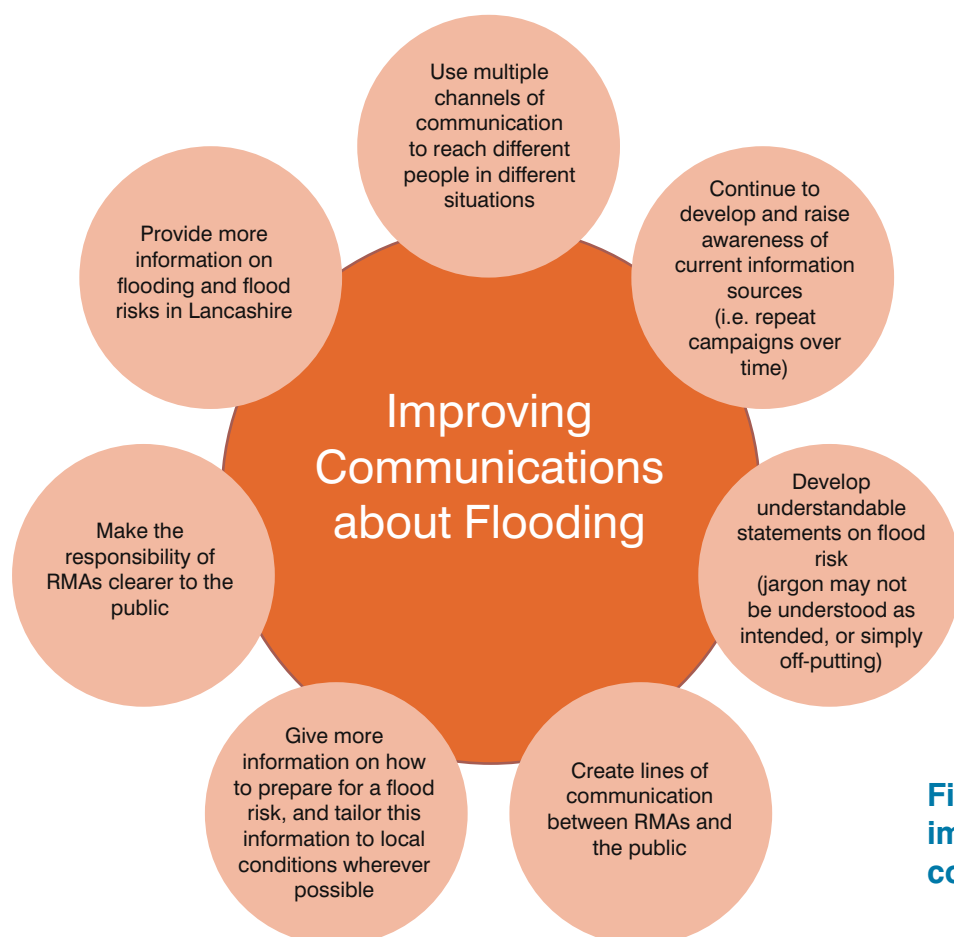 Use multiple
channels of
communication
to reach different
people in different
situations
Continue to
develop and raise
awareness of
current information
sources
(i.e. repeat
campaigns over
time)
Develop
understandable
statements on flood
risk
(jargon may not
be understood as
intended, or simply
off-putting)
Create lines of
communication
between RMAs and
the public
Give more
information on how
to prepare for a flood
risk, and tailor this
information to local
conditions wherever
possible
Make the
responsibility of
RMAs clearer to the
public
Provide more
information on
flooding and flood
risks in Lancashire
Improving
Communications
about Flooding